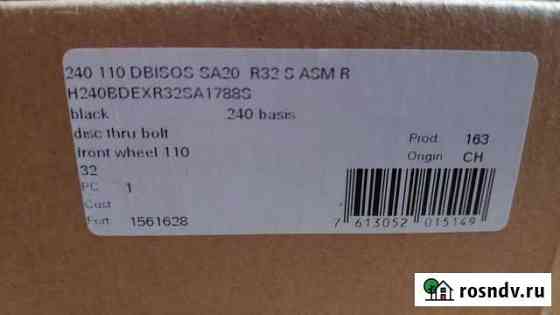 240 110 DBISOS SA20 R32 S ASM R
H240BDEXR32SA1788S
black 240 basis
disc thru bolt
front wheel 110
Prod. 163
32
Origin CH
PC 1
Cust
Fert 1561628
7 613052 015149
rosndv.ru